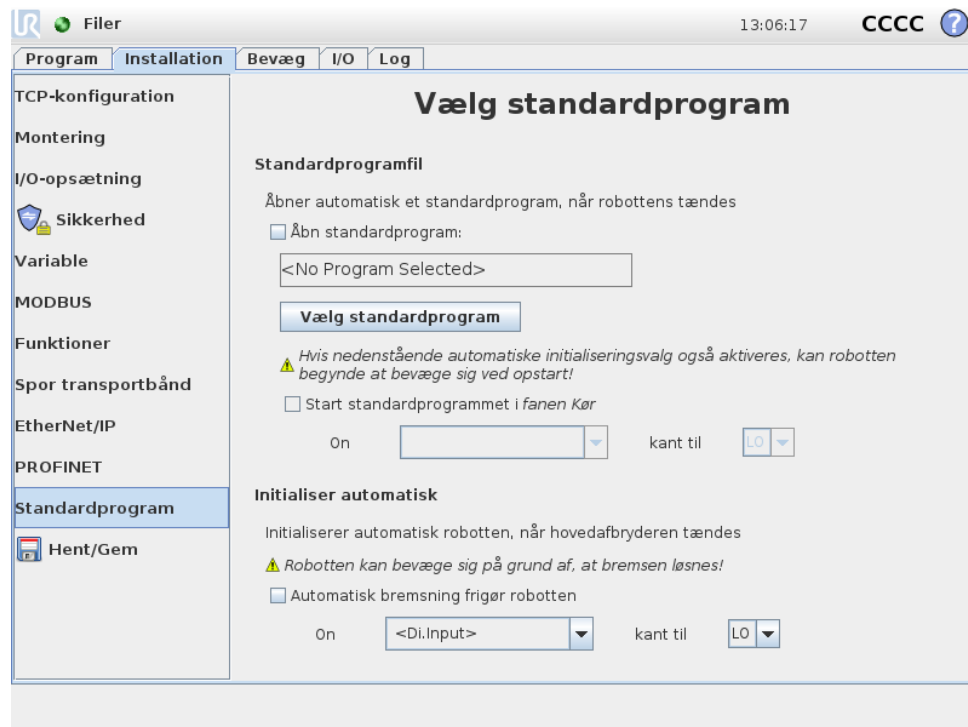 UR
Filer
13:06:17
CCCC
?
Program
Installation
Bevæg
I/O
Log
TCP-konfiguration
Montering
I/O-opsætning
Sikkerhed
Variable
MODBUS
Funktioner
Spor transportbånd
EtherNet/IP
PROFINET
Standardprogram
Hent/Gem
Vælg standardprogram
Standardprogramfil
Åbner automatisk et standardprogram, når robottens tændes
Åbn standardprogram:
<No Program Selected>
Vælg standardprogram
Hvis nedenstående automatiske initialiseringsvalg også aktiveres, kan robotten
begynde at bevæge sig ved opstart!
Start standardprogrammet i fanen Kør
On
kant til
LO
Initialiser automatisk
Initialiserer automatisk robotten, når hovedafbryderen tændes
Robotten kan bevæge sig på grund af, at bremsen løsnes!
Automatisk bremsning frigør robotten
On
<Di.Input>
kant til
LO